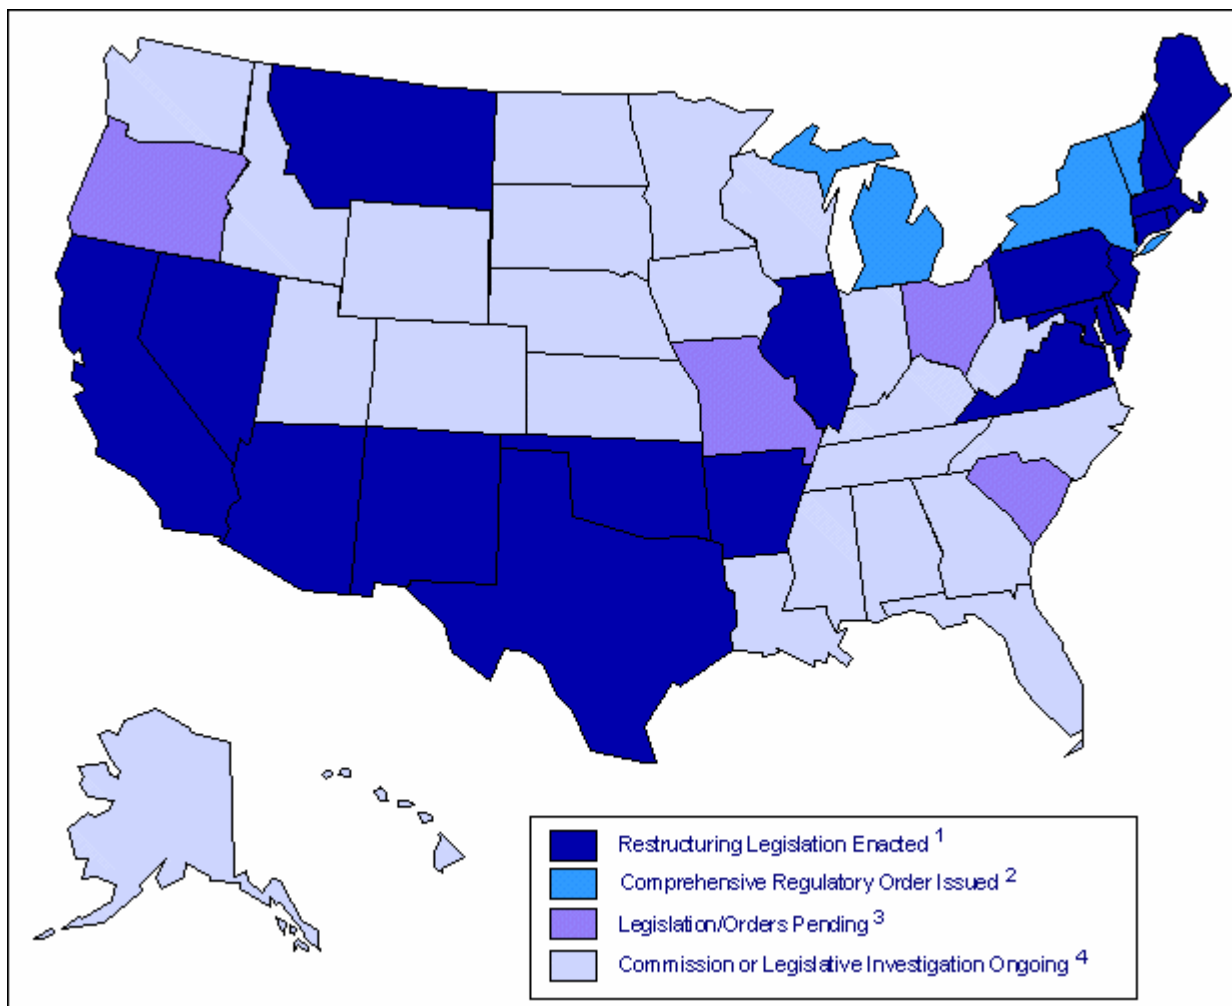 Restructuring Legislation Enacted 1
Comprehensive Regulatory Order Issued 2
Legislation/Orders Pending 3
Commission or Legislative Investigation Ongoing 4